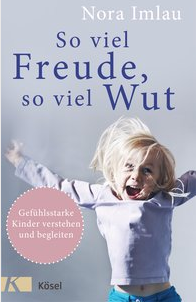 Nora Imlau
So viel
Freude,
so viel Wut
Gefühlsstarke
Kinder verstehen
und begleiten
K
Kösel